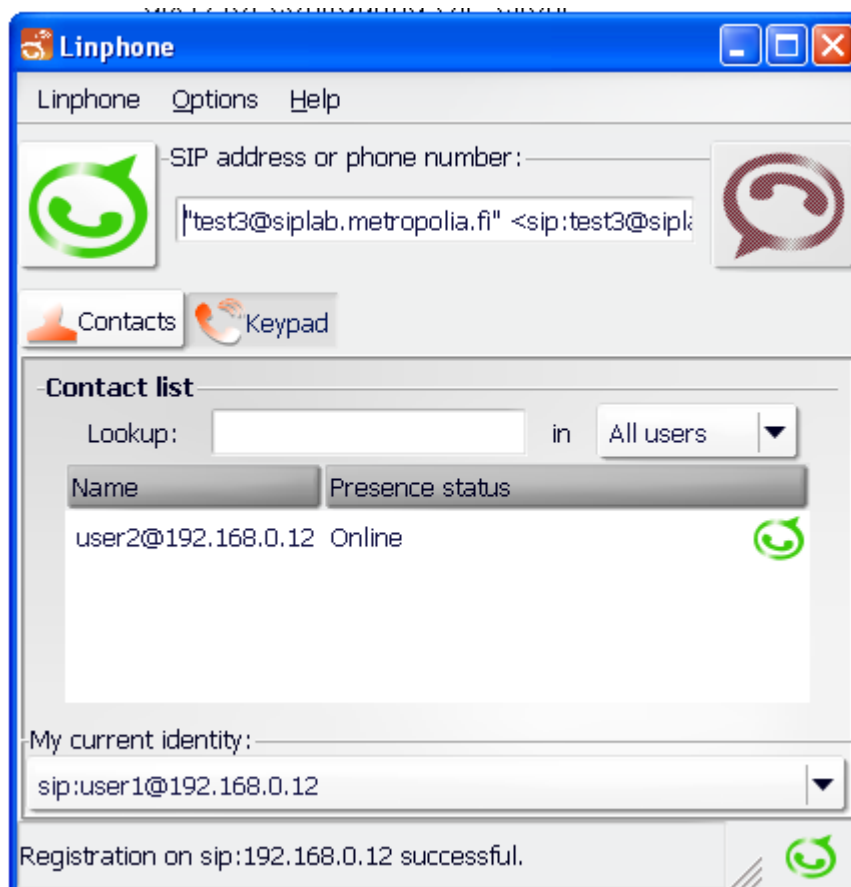 Linphone
Linphone Options Help
SIP address or phone number:
"test3@siplab.metropolia.fi" <sip:test3@sipl
Contacts Keypad
Contact list
Lookup: in All users
Name Presence status
user2@192.168.0.12 Online
My current identity:
sip:user1@192.168.0.12
Registration on sip:192.168.0.12 successful.